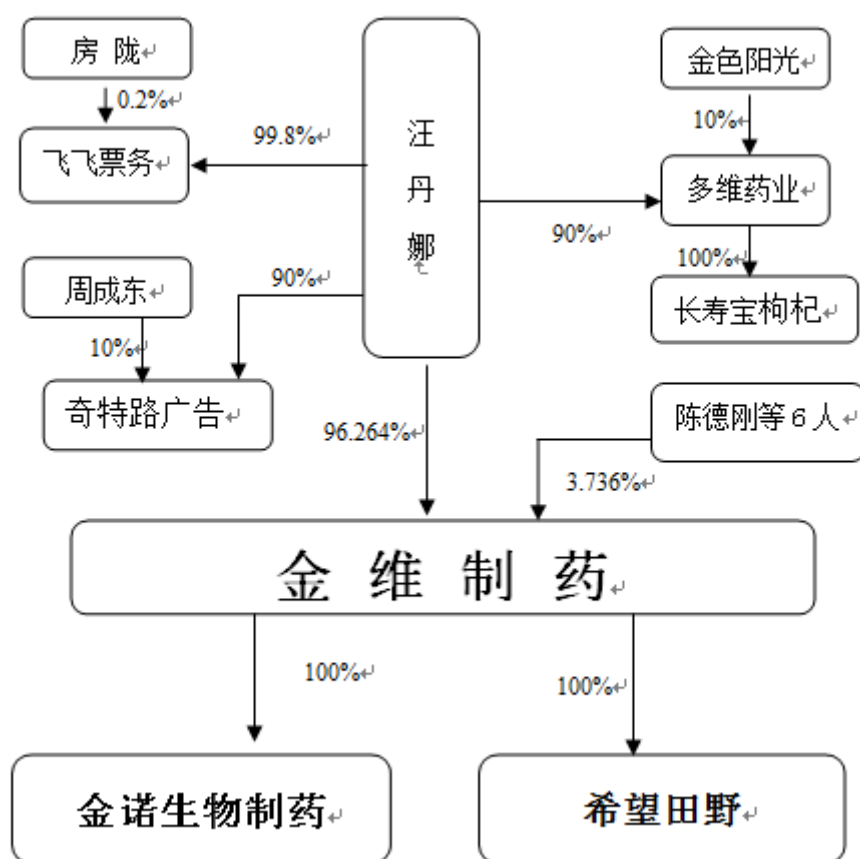 房 陇
0.2%
飞飞票务
99.8%
汪
丹
娜
金色阳光
10%
多维药业
90%
100%
长寿宝枸杞
周成东
10%
90%
奇特路广告
96.264%
陈德刚等 6 人
3.736%
金 维 制 药
100%
100%
金诺生物制药
希望田野